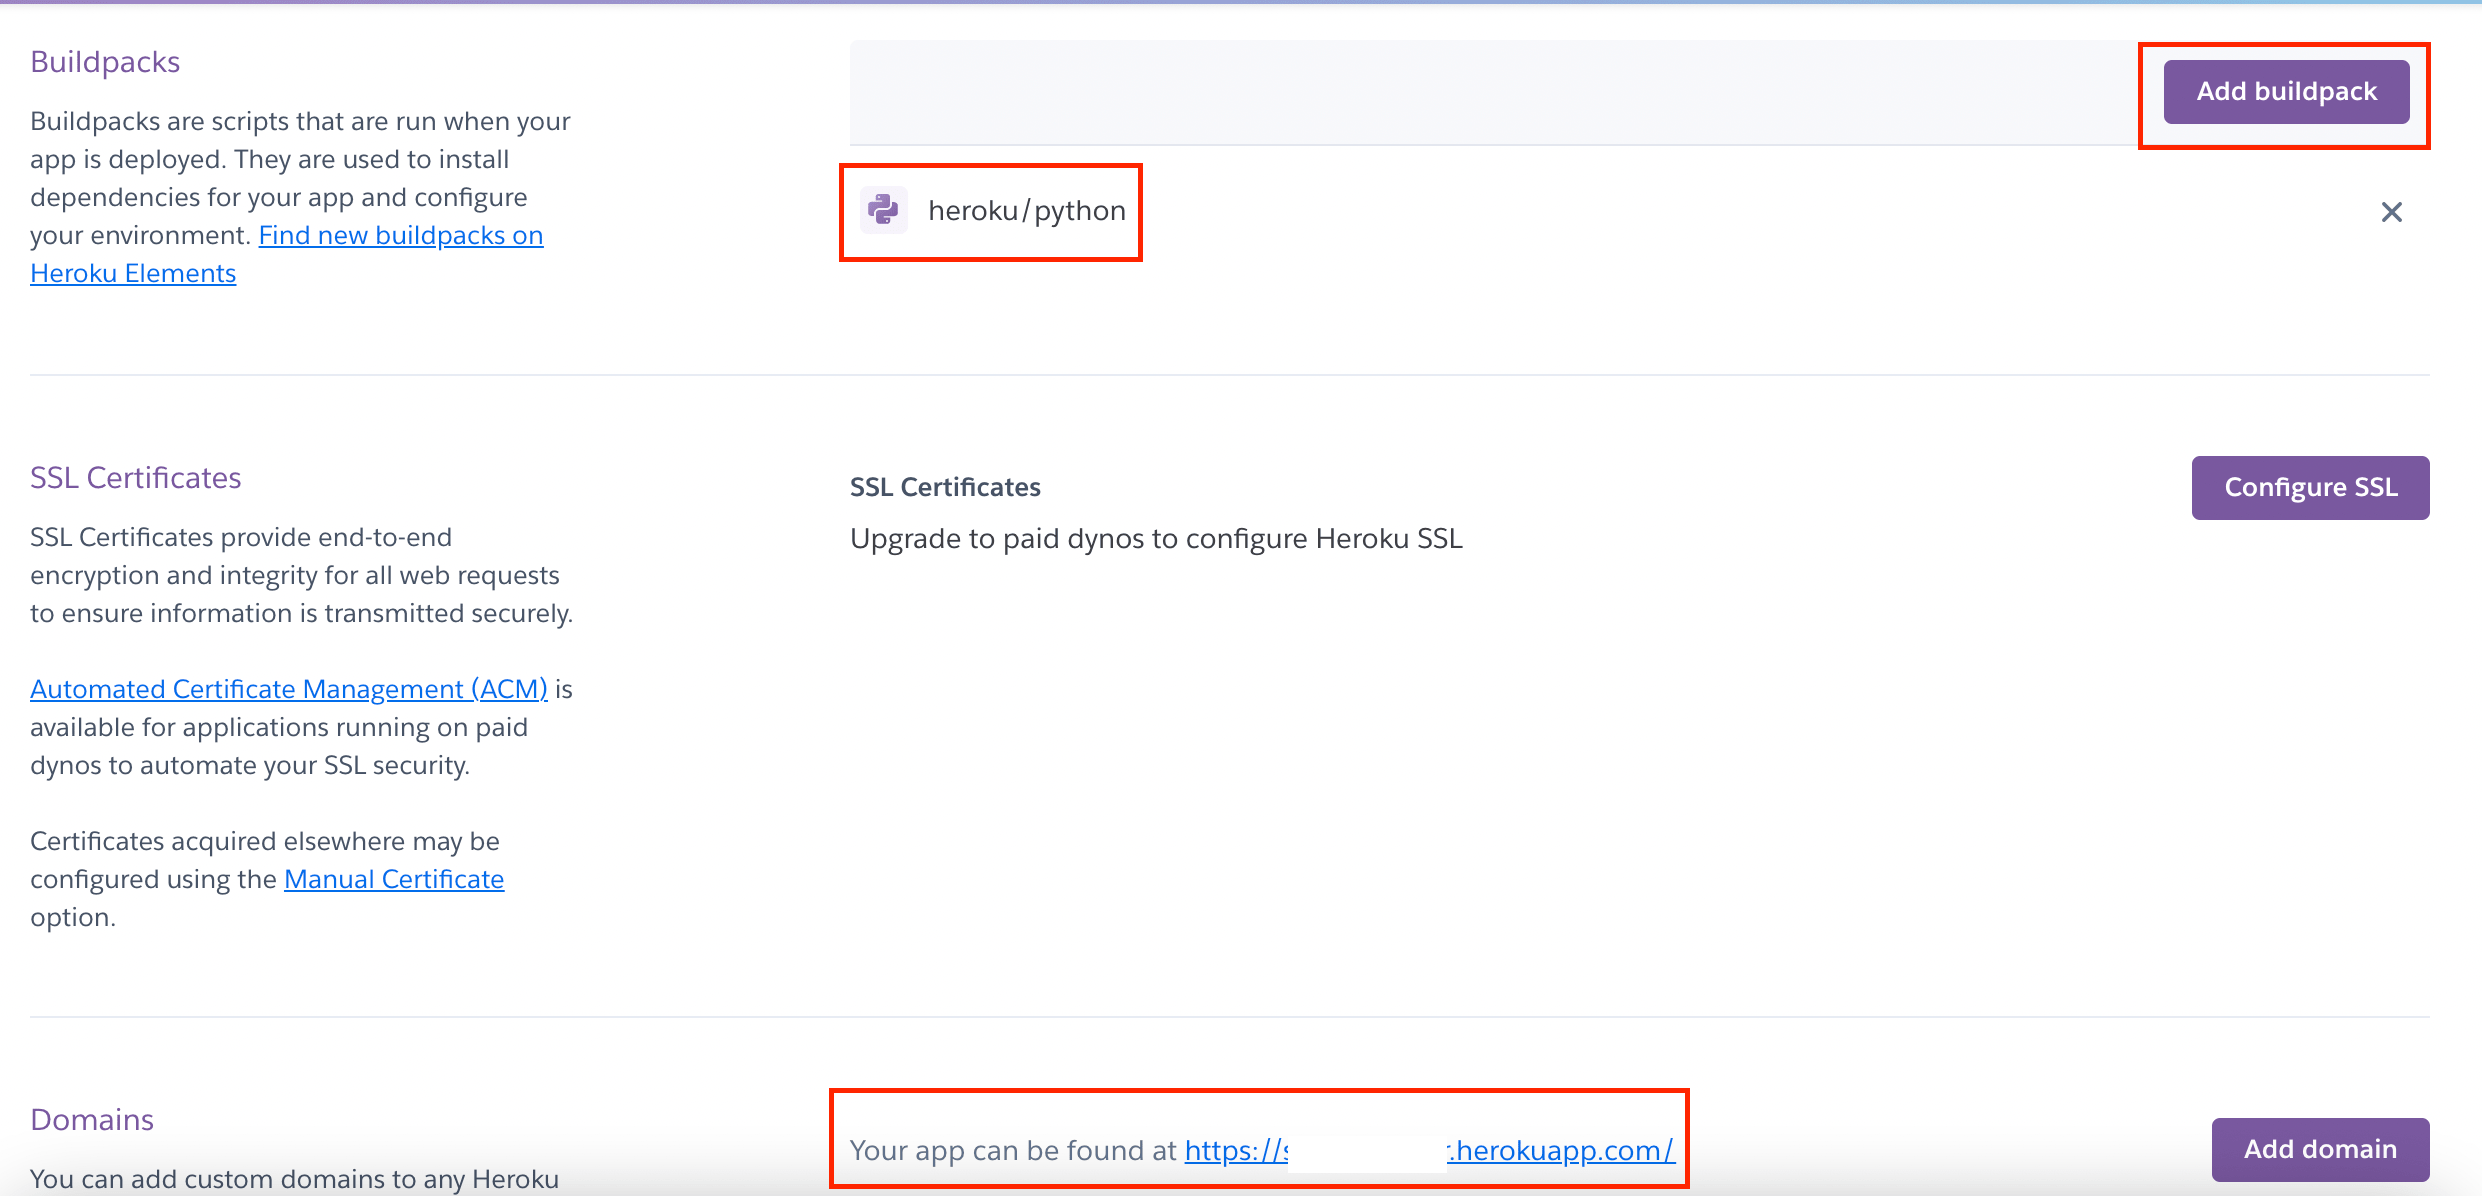 Buildpacks
Buildpacks are scripts that are run when your
app is deployed. They are used to install
dependencies for your app and configure
your environment. Find new buildpacks on
Heroku Elements
Add buildpack
heroku/python
SSL Certificates
SSL Certificates provide end-to-end
encryption and integrity for all web requests
to ensure information is transmitted securely.
Automated Certificate Management (ACM) is
available for applications running on paid
dynos to automate your SSL security.
Certificates acquired elsewhere may be
configured using the Manual Certificate
option.
SSL Certificates
Upgrade to paid dynos to configure Heroku SSL
Configure SSL
Domains
You can add custom domains to any Heroku
Your app can be found at https:// .herokuapp.com/
Add domain